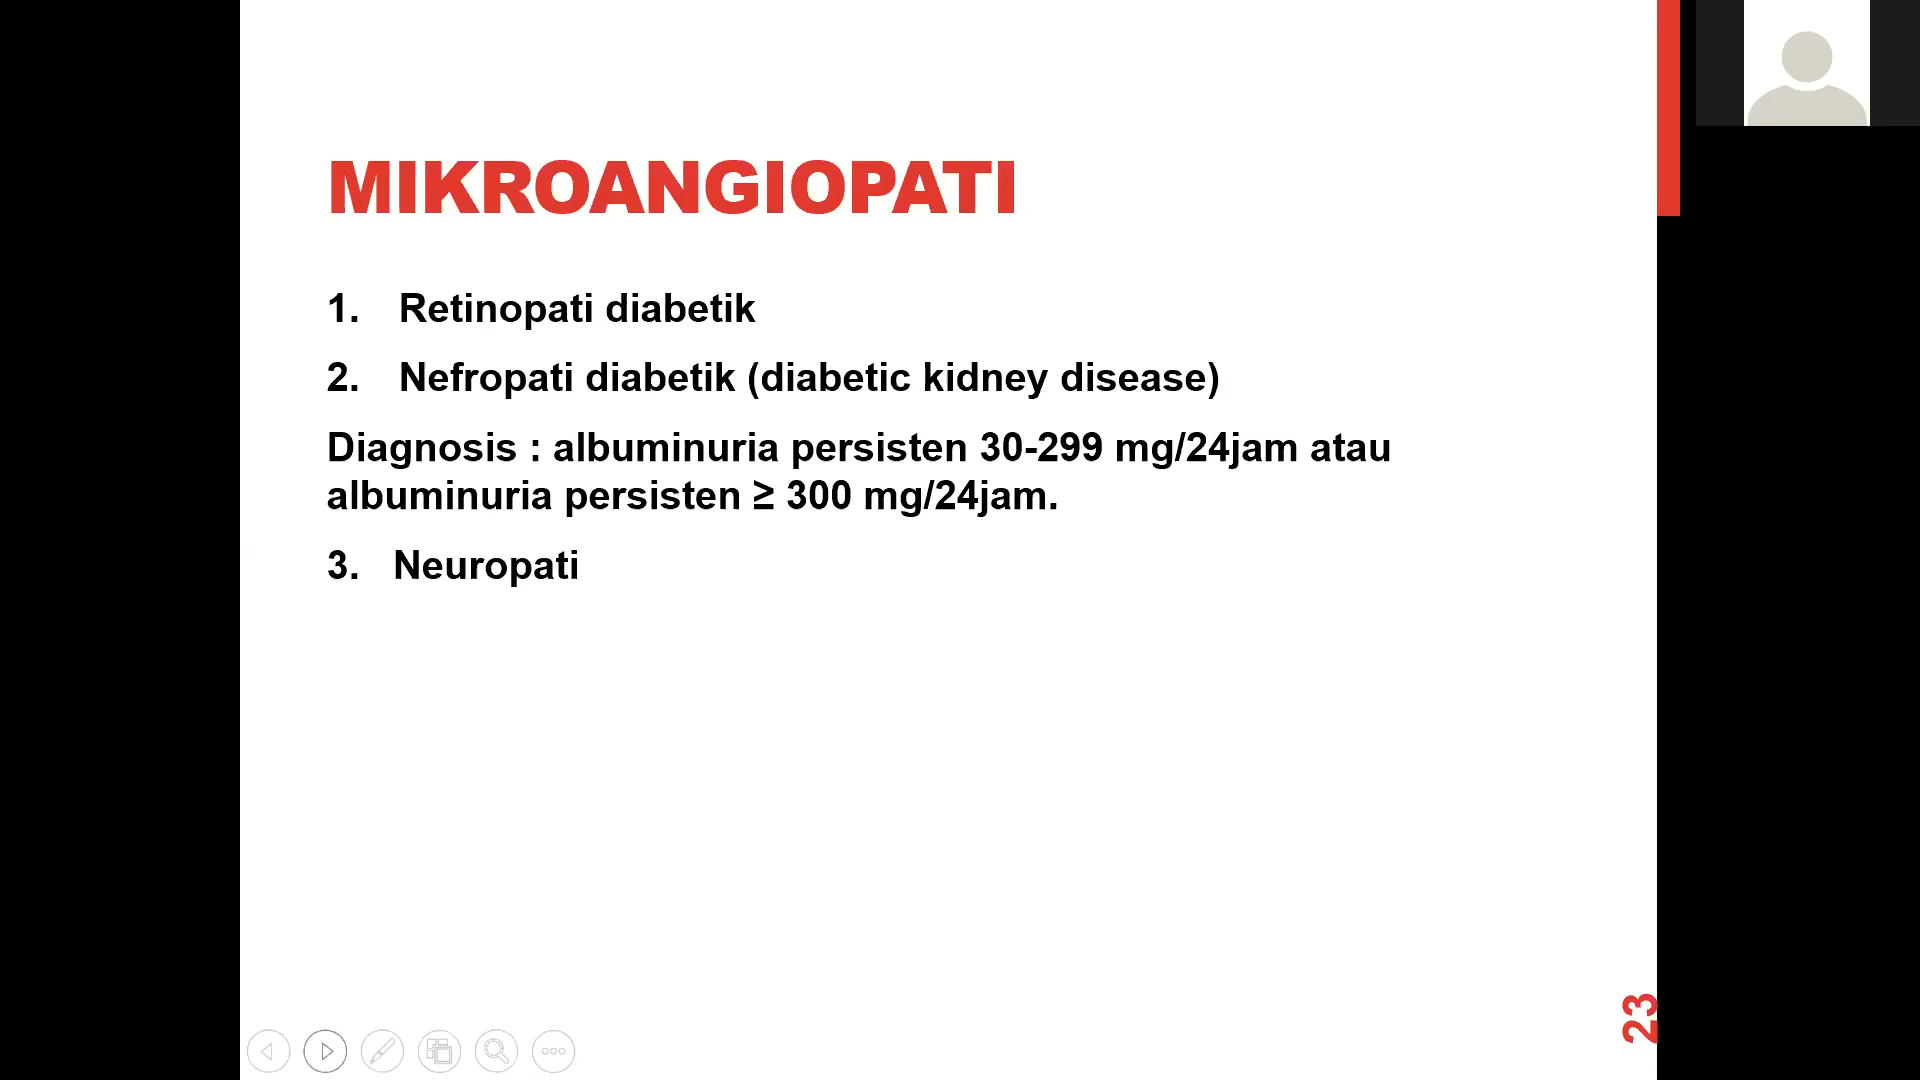 MIKROANGIOPATI
1. Retinopati diabetik
2. Nefropati diabetik (diabetic kidney disease)
Diagnosis : albuminuria persisten 30-299 mg/24jam atau
albuminuria persisten ≥ 300 mg/24jam.
3. Neuropati
23